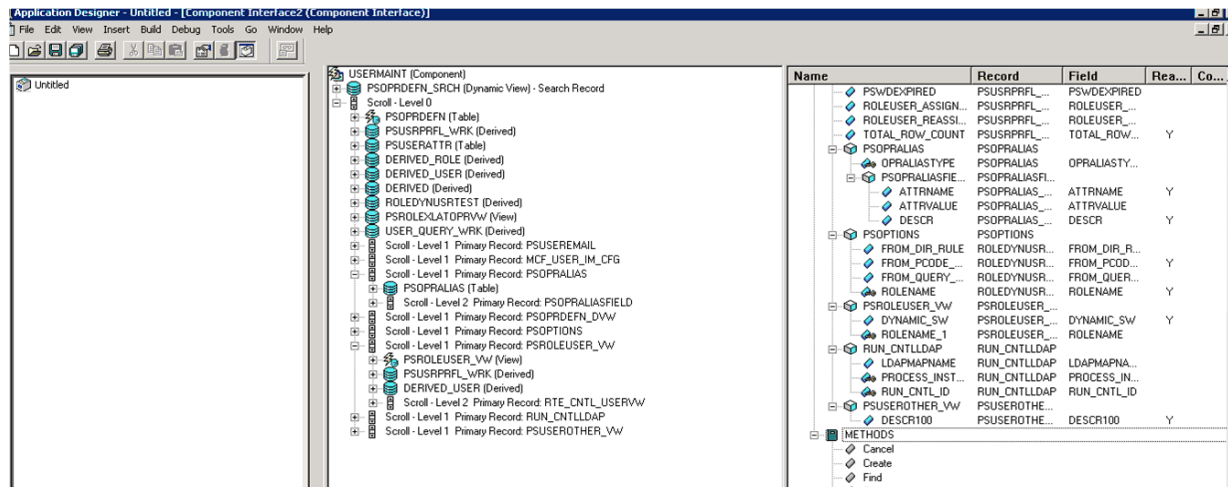 Application Designer - Untitled - [Component Interface2 (Component Interface)]
File Edit View Insert Build Debug Tools Go Window Help
Untitled
USERMAINT (Component)
PSOPRDEFN_SRCH (Dynamic View) - Search Record
Scroll - Level 0
PSOPRDEFN (Table)
PSUSRPRFL_WRK (Derived)
PSUSERATTR (Table)
DERIVED_ROLE (Derived)
DERIVED_USER (Derived)
DERIVED (Derived)
ROLEDYNUSRTEST (Derived)
PSROLEXLATOPRVW (View)
USER_QUERY_WRK (Derived)
Scroll - Level 1 Primary Record: PSUSEREMAIL
Scroll - Level 1 Primary Record: MCF_USER_IM_CFG
Scroll - Level 1 Primary Record: PSOPRALIAS
PSOPRALIAS (Table)
Scroll - Level 2 Primary Record: PSOPRALIASFIELD
Scroll - Level 1 Primary Record: PSOPRDEFN_DVW
Scroll - Level 1 Primary Record: PSOPTIONS
Scroll - Level 1 Primary Record: PSROLEUSER_VW
PSROLEUSER_VW (View)
PSUSRPRFL_WRK (Derived)
DERIVED_USER (Derived)
Scroll - Level 2 Primary Record: RTE_CNTL_USERVW
Scroll - Level 1 Primary Record: RUN_CNTLLDAP
Scroll - Level 1 Primary Record: PSUSEROTHER_VW
Name Record Field Rea... Co...
PSWDEXPIRED PSUSRPRFL_... PSWDEXPIRED
ROLEUSER_ASSIGN... PSUSRPRFL_... ROLEUSER_...
ROLEUSER_REASSI... PSUSRPRFL_... ROLEUSER_...
TOTAL_ROW_COUNT PSUSRPRFL_... TOTAL_ROW... Y
PSOPRALIAS PSOPRALIAS
OPRALIASTYPE PSOPRALIAS OPRALIASTY...
PSOPRALIASFIE... PSOPRALIASFI...
ATTRNAME PSOPRALIAS_... ATTRNAME Y
ATTRVALUE PSOPRALIAS_... ATTRVALUE
DESCR PSOPRALIAS_... DESCR Y
PSOPTIONS PSOPTIONS
FROM_DIR_RULE ROLEDYNUSR... FROM_DIR_R...
FROM_PCODE_... ROLEDYNUSR... FROM_PCOD... Y
FROM_QUERY_... ROLEDYNUSR... FROM_QUER...
ROLENAME ROLEDYNUSR... ROLENAME Y
PSROLEUSER_VW PSROLEUSER_...
DYNAMIC_SW PSROLEUSER_... DYNAMIC_SW Y
ROLENAME_1 PSROLEUSER_... ROLENAME
RUN_CNTLLDAP RUN_CNTLLDAP
LDAPMAPNAME RUN_CNTLLDAP LDAPMAPNA...
PROCESS_INST... RUN_CNTLLDAP PROCESS_IN...
RUN_CNTL_ID RUN_CNTLLDAP RUN_CNTL_ID
PSUSEROTHER_VW PSUSEROTHE...
DESCR100 PSUSEROTHE... DESCR100 Y
METHODS
Cancel
Create
Find